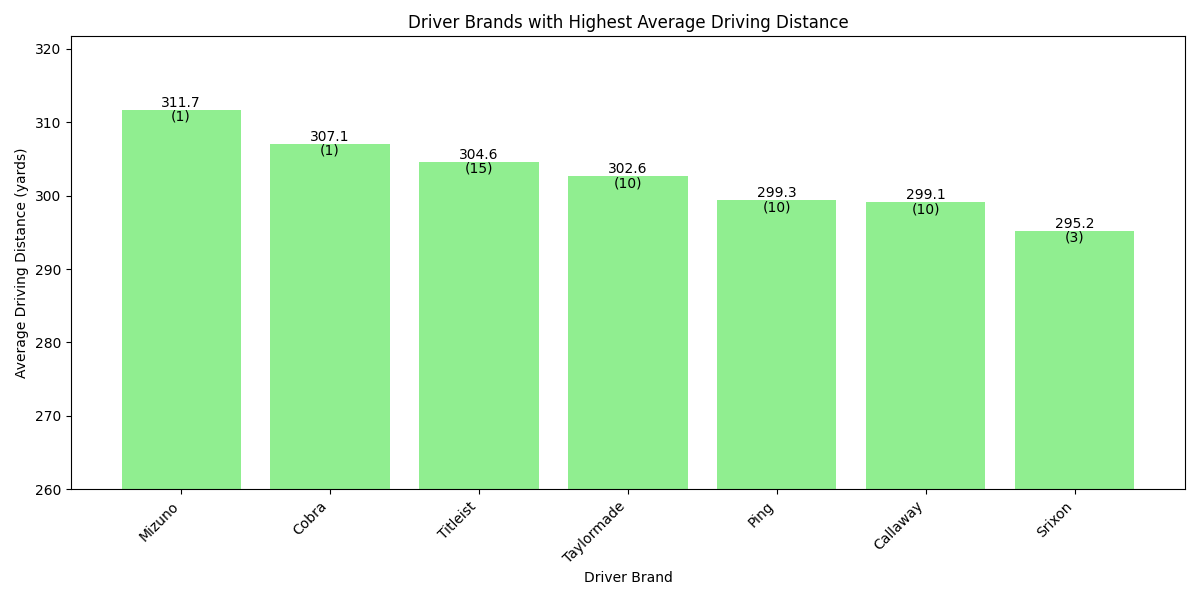 Driver Brands with Highest Average Driving Distance
Average Driving Distance (yards)
320
310
300
290
280
270
260
311.7
(1)
307.1
(1)
304.6
(15)
302.6
(10)
299.3
(10)
299.1
(10)
295.2
(3)
Mizuno
Cobra
Titleist
Taylormade
Ping
Callaway
Srixon
Driver Brand